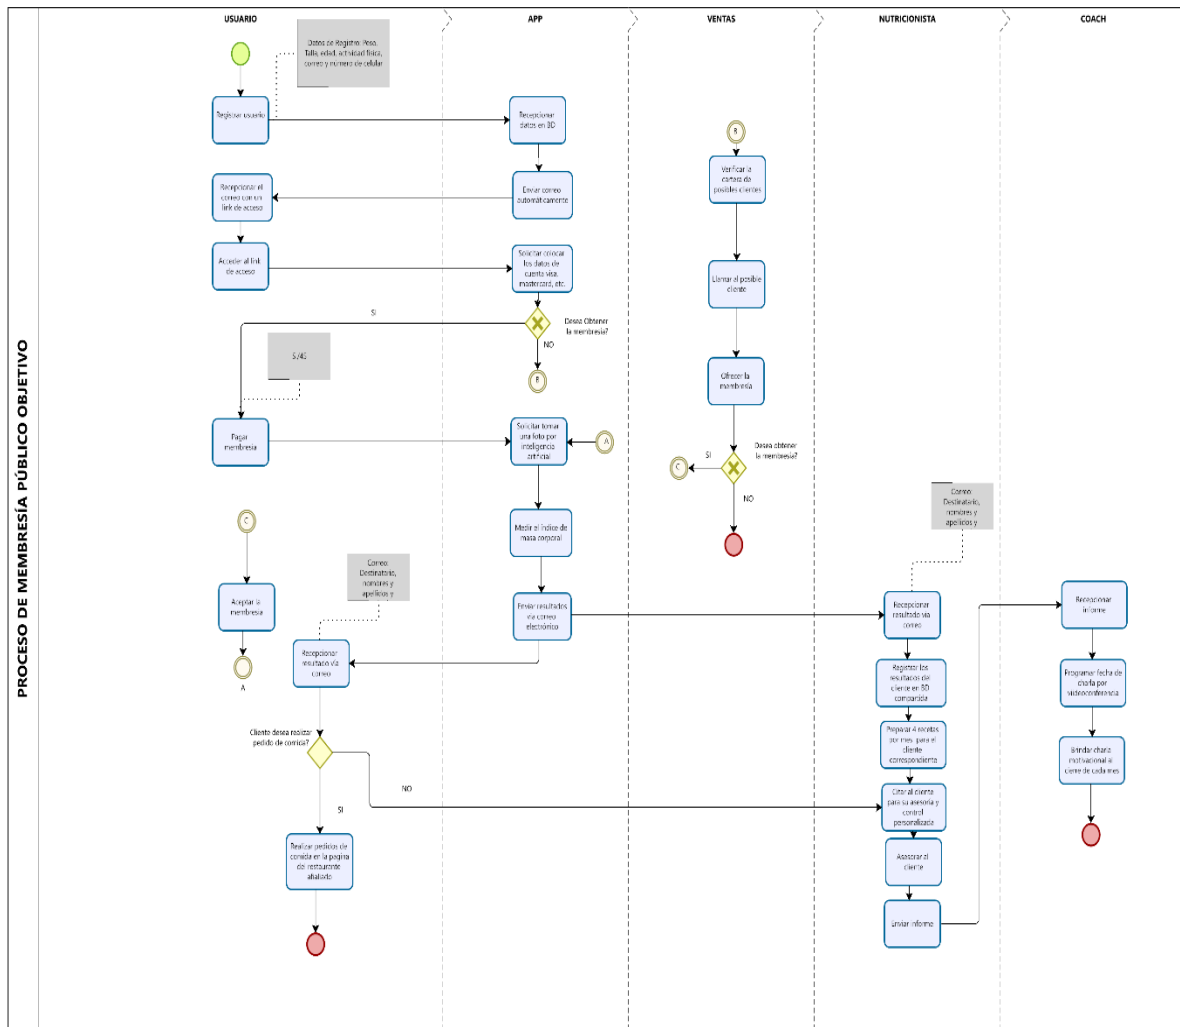 PROCESO DE MEMBRESÍA PÚBLICO OBJETIVO
USUARIO
APP
VENTAS
NUTRICIONISTA
COACH
Datos de Registro: Peso,
Talla, edad, actividad física,
correo y número de celular
Registrar usuario
Recepcionar
datos en BD
Recepcionar el
correo con un
link de acceso
Enviar correo
automáticamente
Acceder al link
de acceso
Solicitar colocar
los datos de
cuenta visa,
mastercard, etc.
SI
Desea Obtener
la membresía?
NO
B
S/45
Pagar
membresía
Solicitar tomar
una foto por
inteligencia
artificial
A
Medir el índice de
masa corporal
Enviar resultados
vía correo
electrónico
C
Aceptar la
membresía
A
Correo:
Destinatario,
nombres y
apellidos y
Recepcionar
resultado vía
correo
Cliente desea realizar
pedido de comida?
NO
SI
Realizar pedidos de
comida en la pagina
del restaurante
afialiado
B
Verificar la
cartera de
posibles clientes
Llamar al posible
cliente
Ofrecer la
membresía
Desea obtener
la membresía?
SI
C
NO
Correo:
Destinatario,
nombres y
apellidos y
Recepcionar
resultado vía
correo
Registrar los
resultados del
cliente en BD
compartida
Preparar 4 recetas
por mes para el
cliente
correspondiente
Citar al cliente
para su asesoría y
control
personalizada
Asesorar al
cliente
Enviar informe
Recepcionar
informe
Programar fecha de
charla por
videoconferencia
Brindar charla
motivacional al
cierre de cada mes